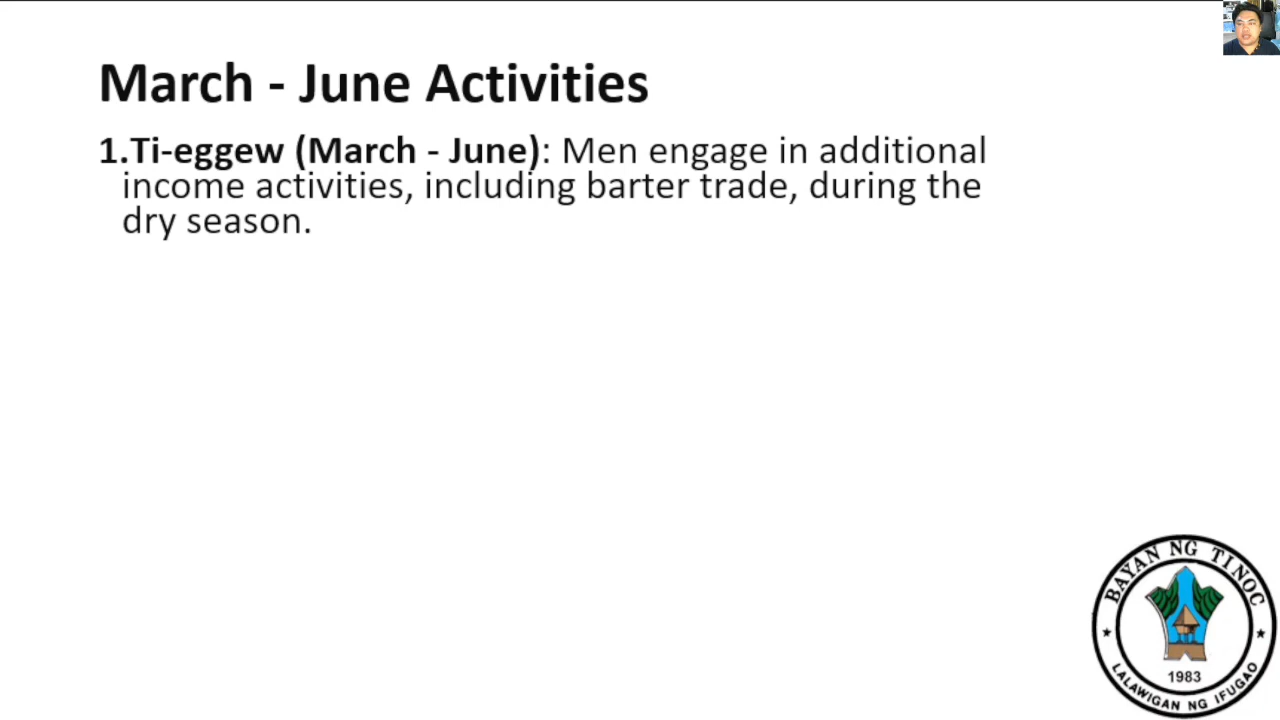 March - June Activities
1.Ti-eggew (March - June): Men engage in additional
income activities, including barter trade, during the
dry season.
BAYAN NG TINOC
1983
LALAWIGAN NG IFUGAO